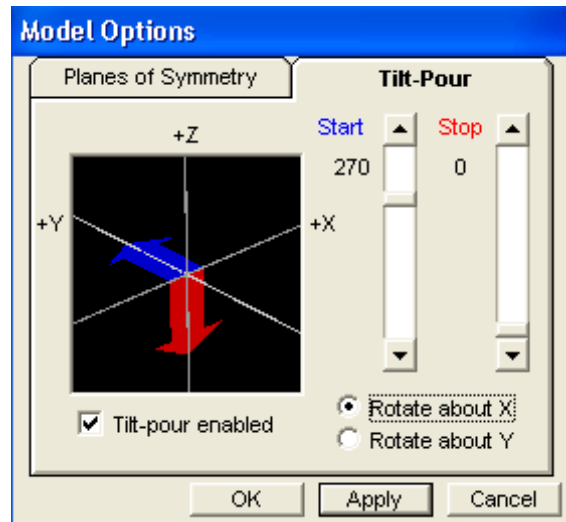 Model Options
Planes of Symmetry Tilt-Pour
+Z Start Stop
270 0
+Y +X
Tilt-pour enabled
Rotate about X
Rotate about Y
OK Apply Cancel